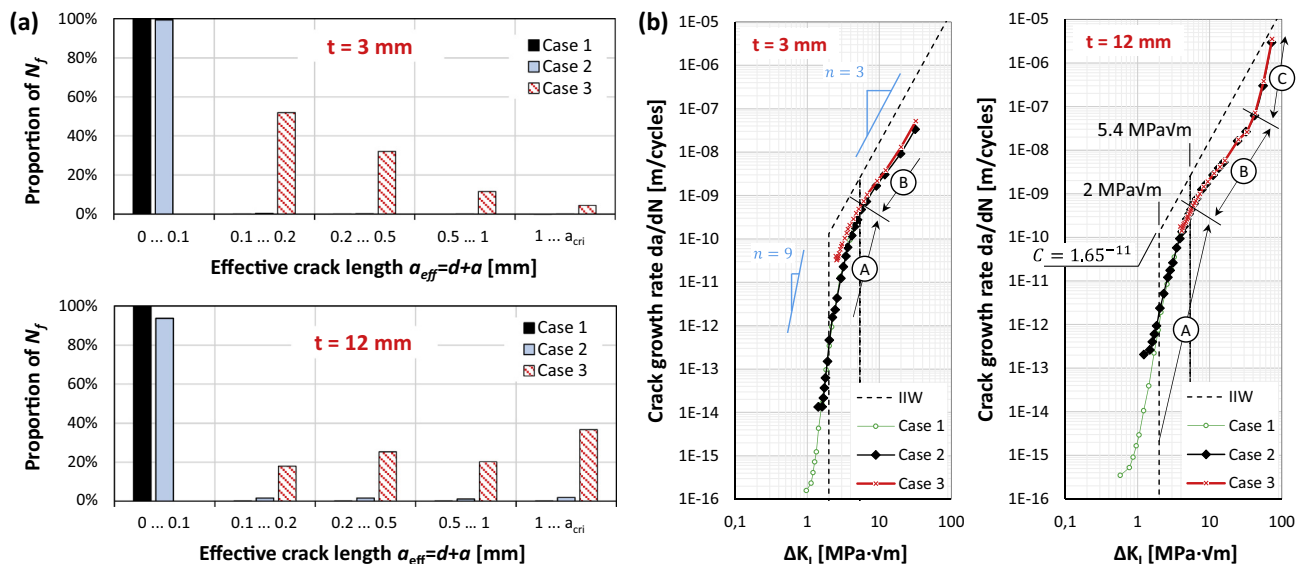 (a)
100%
80%
60%
40%
20%
0%
Proportion of N_f
t = 3 mm
Case 1
Case 2
Case 3
0 ... 0.1
0.1 ... 0.2
0.2 ... 0.5
0.5 ... 1
1 ... a_cri
Effective crack length a_eff=d+a [mm]
100%
80%
60%
40%
20%
0%
Proportion of N_f
t = 12 mm
Case 1
Case 2
Case 3
0 ... 0.1
0.1 ... 0.2
0.2 ... 0.5
0.5 ... 1
1 ... a_cri
Effective crack length a_eff=d+a [mm]
(b)
Crack growth rate da/dN [m/cycles]
1E-05
1E-06
1E-07
1E-08
1E-09
1E-10
1E-11
1E-12
1E-13
1E-14
1E-15
1E-16
t = 3 mm
n = 3
n = 9
B
A
IIW
Case 1
Case 2
Case 3
0,1
1
10
100
ΔK_I [MPa·√m]
Crack growth rate da/dN [m/cycles]
1E-05
1E-06
1E-07
1E-08
1E-09
1E-10
1E-11
1E-12
1E-13
1E-14
1E-15
1E-16
t = 12 mm
C
5.4 MPa√m
B
2 MPa√m
C = 1.65⁻¹¹
A
IIW
Case 1
Case 2
Case 3
0,1
1
10
100
ΔK_I [MPa·√m]